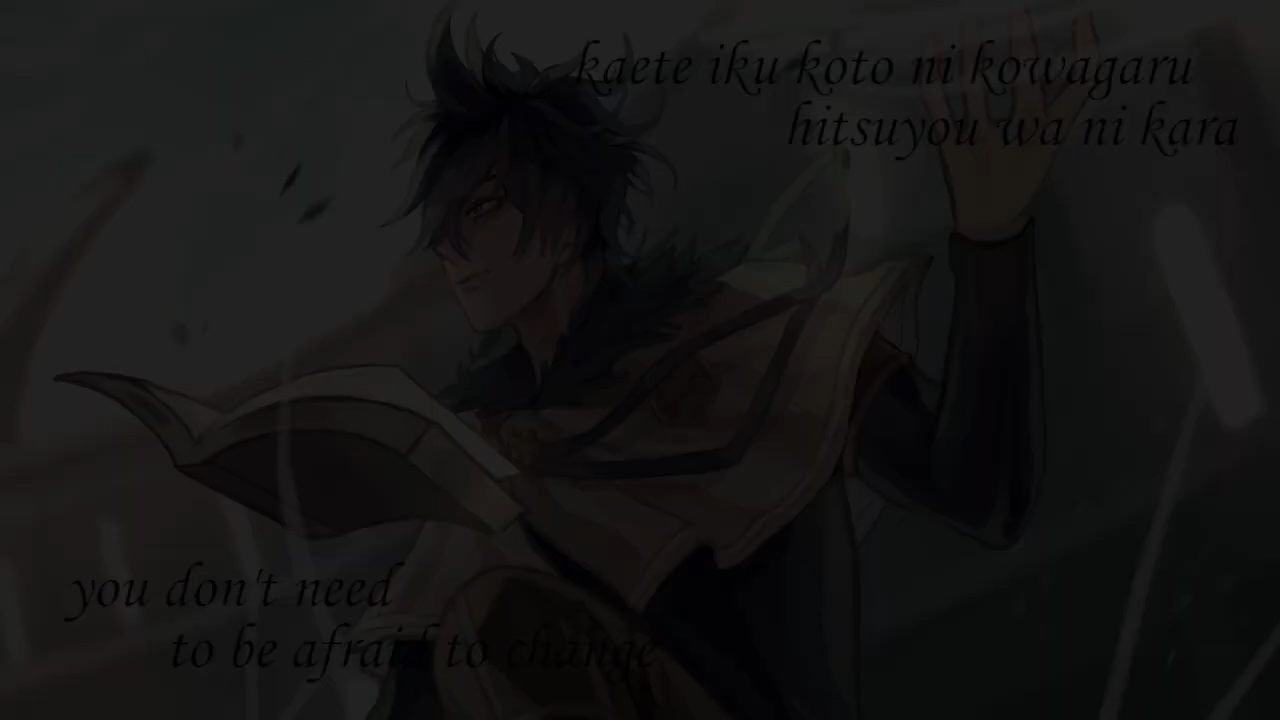 kaete iku koto ni kowagaru
hitsuyou wa ni kara
you don't need
to be afraid to change